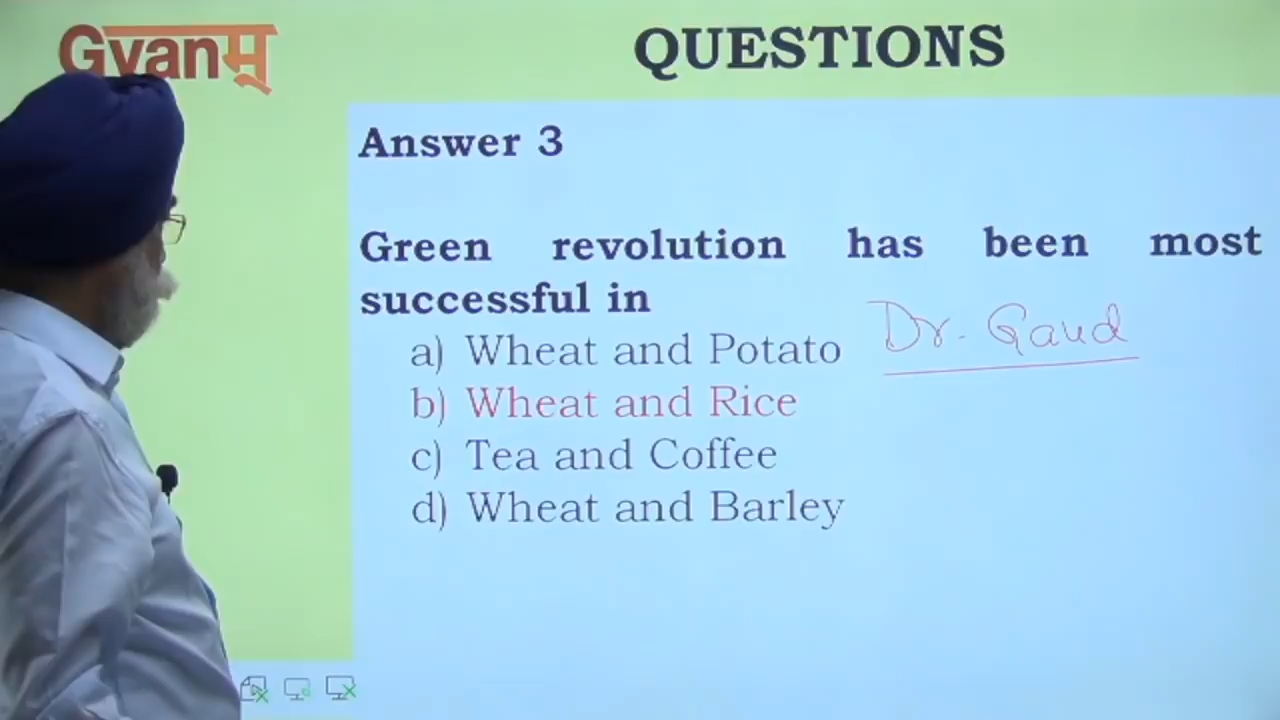 Gyanम्
QUESTIONS
Answer 3
Green revolution has been most
successful in
a) Wheat and Potato
Dr. Gaud
b) Wheat and Rice
c) Tea and Coffee
d) Wheat and Barley